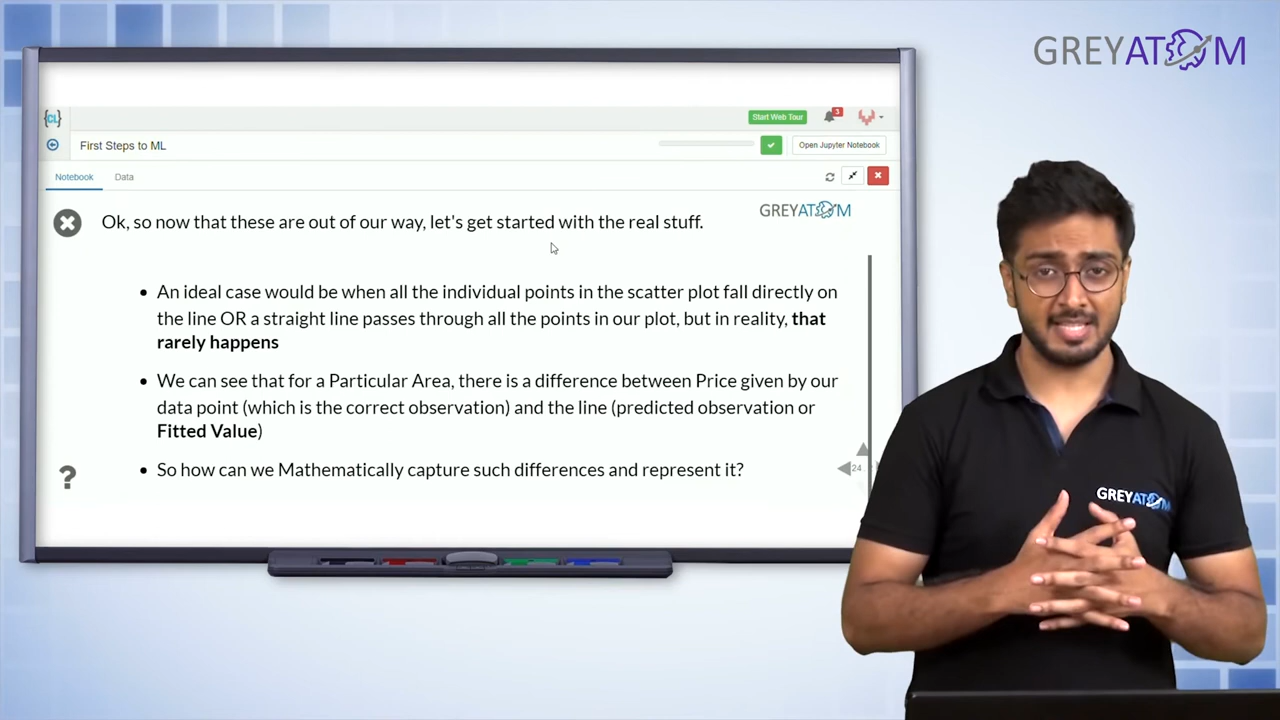 GREYATOM
{CL}
Start Web Tour
3
First Steps to ML
Open Jupyter Notebook
Notebook
Data
GREYATOM
Ok, so now that these are out of our way, let's get started with the real stuff.
• An ideal case would be when all the individual points in the scatter plot fall directly on
the line OR a straight line passes through all the points in our plot, but in reality, that
rarely happens
• We can see that for a Particular Area, there is a difference between Price given by our
data point (which is the correct observation) and the line (predicted observation or
Fitted Value)
• So how can we Mathematically capture such differences and represent it?
?
24
GREYATOM